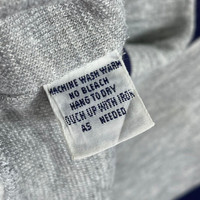 MACHINE WASH WARM
NO BLEACH
HANG TO DRY
TOUCH UP WITH IRON
AS NEEDED